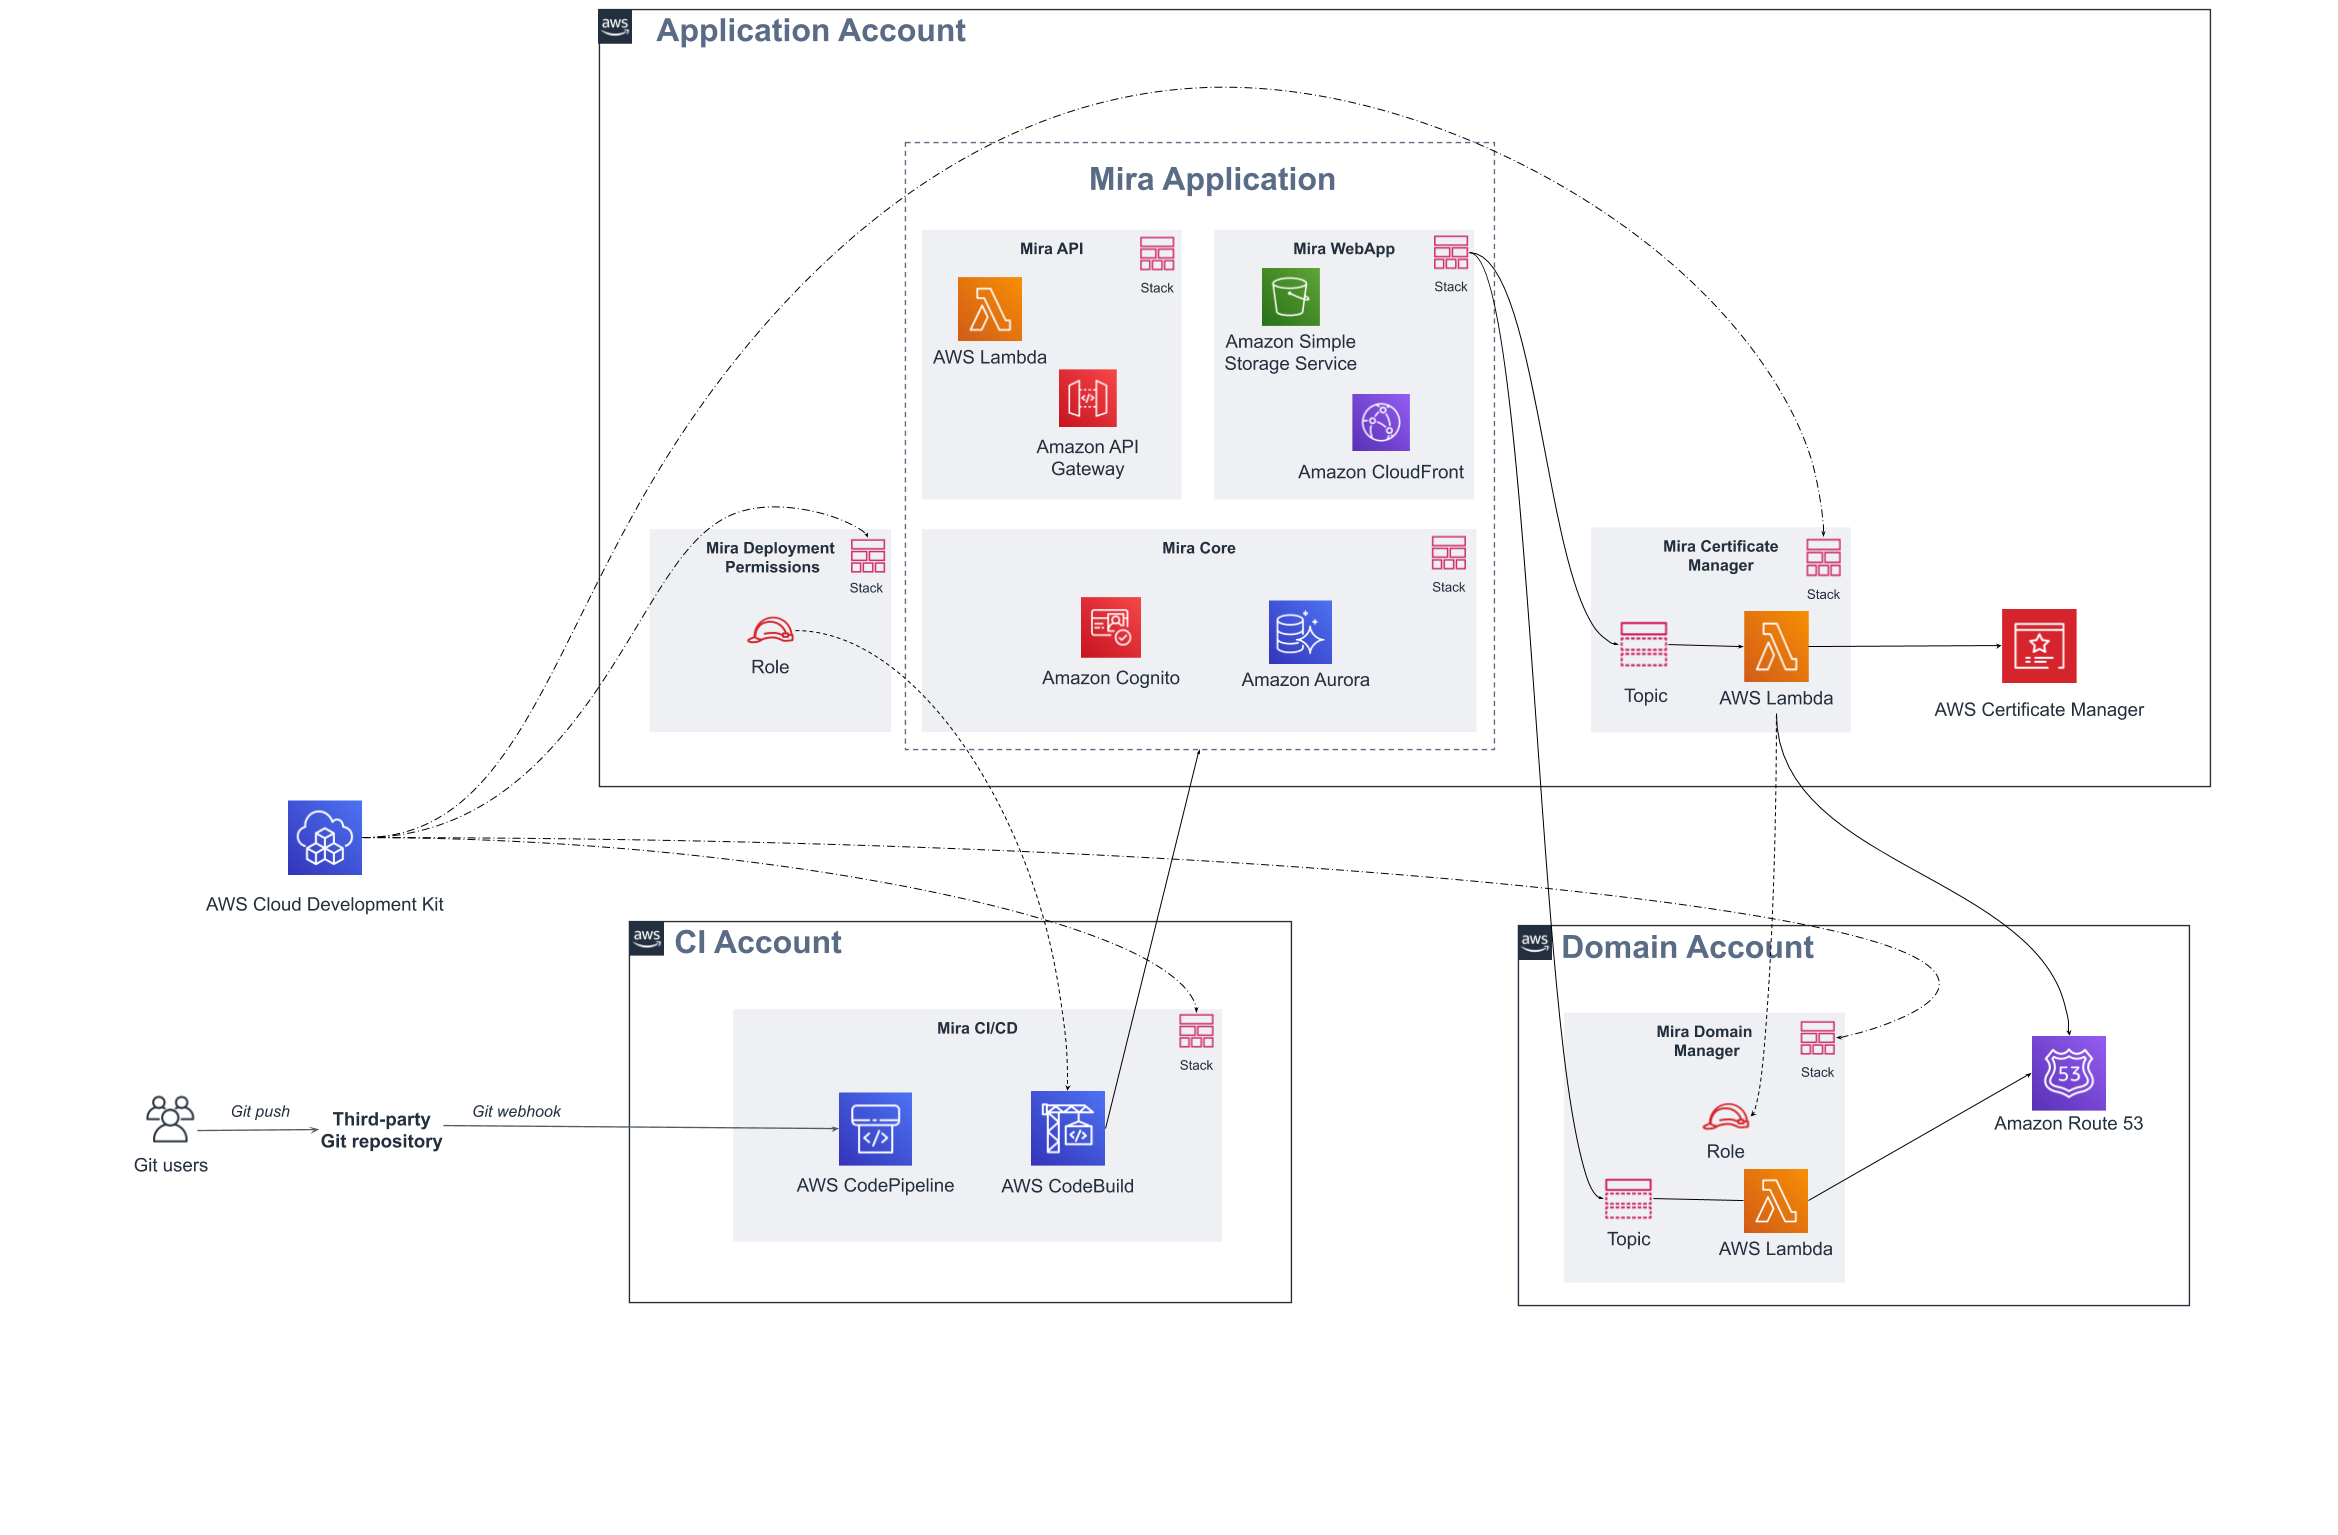 aws
Application Account
Mira Application
Mira API
Stack
AWS Lambda
Amazon API
Gateway
Mira WebApp
Stack
Amazon Simple
Storage Service
Amazon CloudFront
Mira Deployment
Permissions
Stack
Role
Mira Core
Stack
Amazon Cognito
Amazon Aurora
Mira Certificate
Manager
Stack
Topic
AWS Lambda
AWS Certificate Manager
AWS Cloud Development Kit
aws
CI Account
Mira CI/CD
Stack
AWS CodePipeline
AWS CodeBuild
Git users
Git push
Third-party
Git repository
Git webhook
aws
Domain Account
Mira Domain
Manager
Stack
Role
Topic
AWS Lambda
53
Amazon Route 53